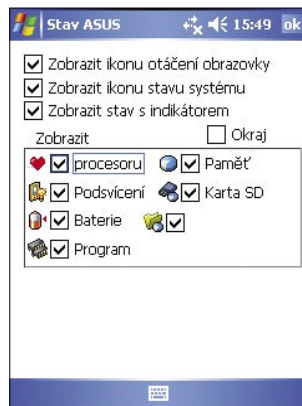 Stav ASUS 15:49 ok
Zobrazit ikonu otáčení obrazovky
Zobrazit ikonu stavu systému
Zobrazit stav s indikátorem
Zobrazit Okraj
procesoru Paměť
Podsvícení Karta SD
Baterie
Program